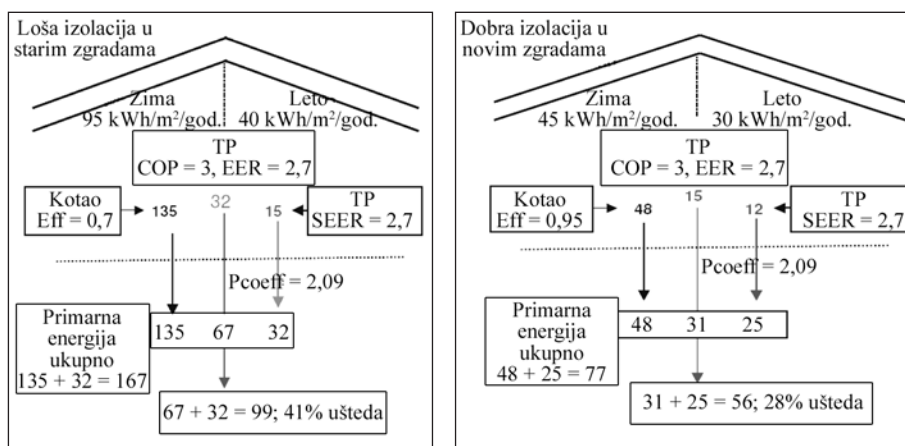 Loša izolacija u
starim zgradama
Zima
95 kWh/m²/god.
Leto
40 kWh/m²/god.
TP
COP = 3, EER = 2,7
Kotao
Eff = 0,7
135
32
15
TP
SEER = 2,7
Pcoeff = 2,09
Primarna
energija
ukupno
135 + 32 = 167
135 67 32
67 + 32 = 99; 41% ušteda
Dobra izolacija u
novim zgradama
Zima
45 kWh/m²/god.
Leto
30 kWh/m²/god.
TP
COP = 3, EER = 2,7
Kotao
Eff = 0,95
48
15
12
TP
SEER = 2,7
Pcoeff = 2,09
Primarna
energija
ukupno
48 + 25 = 77
48 31 25
31 + 25 = 56; 28% ušteda